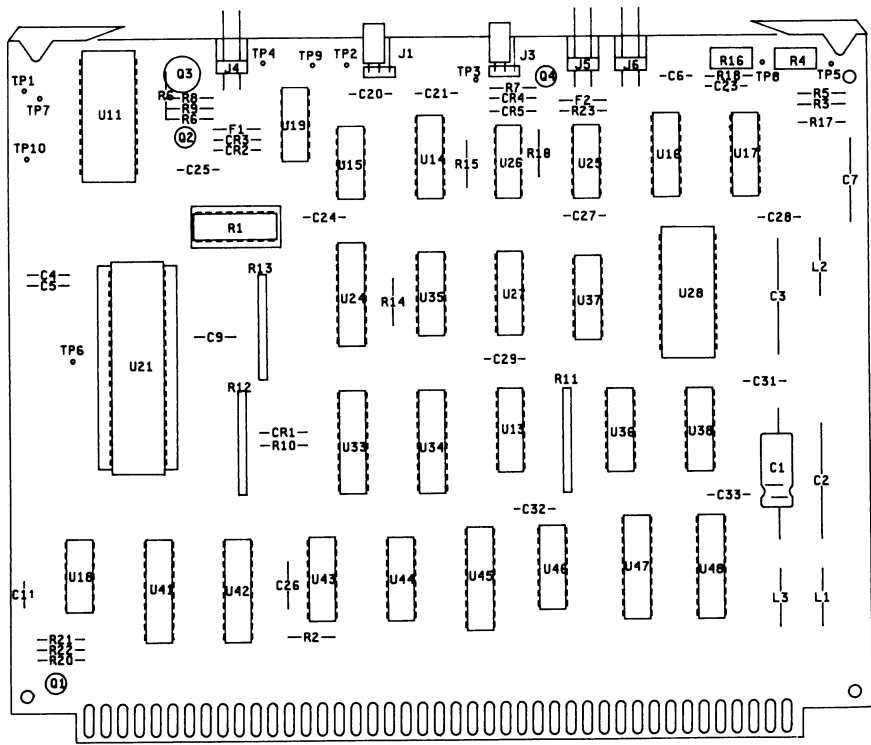 J4
TP4
TP9
TP2
J1
J3
J5
J6
R16
R4
TP1
TP7
U11
Q3
TP3
Q4
C6
R18
TP8
C23
TP5
R6
R8
R9
R6
Q2
C20
C21
R7
CR4
CR5
F2
R23
R5
R3
R17
U19
F1
CR3
CR2
TP10
C25
U15
U14
R15
U26
R18
U25
U16
U17
C7
R1
C24
C27
C28
C4
C5
R13
U24
R14
U35
U27
U37
U28
C3
L2
TP6
U21
C9
C29
R12
R11
C31
CR1
R10
U33
U34
U13
U36
U38
C1
C2
C32
C33
U18
U41
U42
C26
U43
U44
U45
U46
U47
U48
C11
L3
L1
R2
R21
R22
R20
Q1